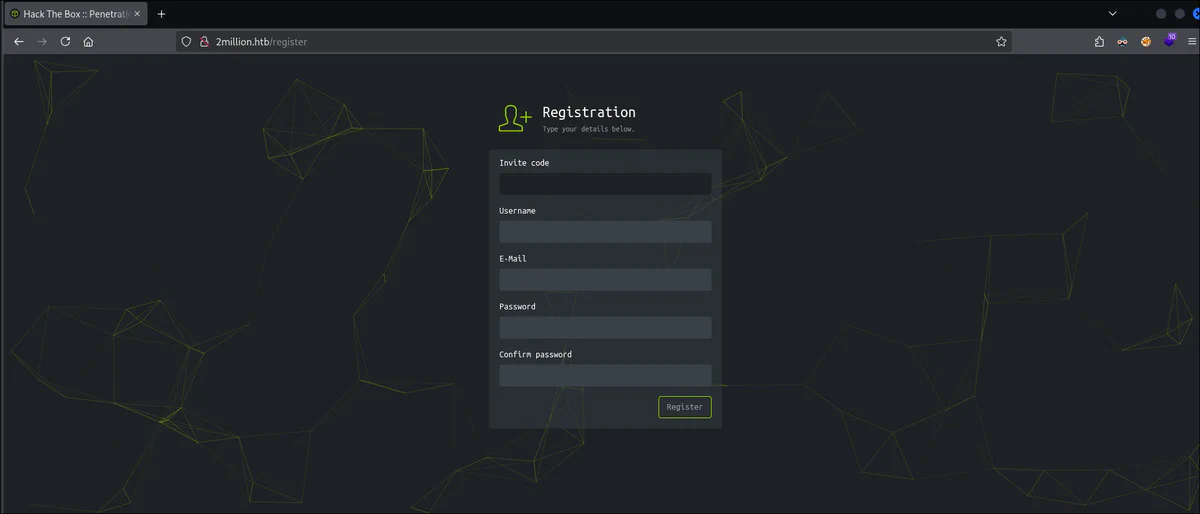 Hack The Box :: Penetrati
2million.htb/register
10
Registration
Type your details below.
Invite code
Username
E-Mail
Password
Confirm password
Register